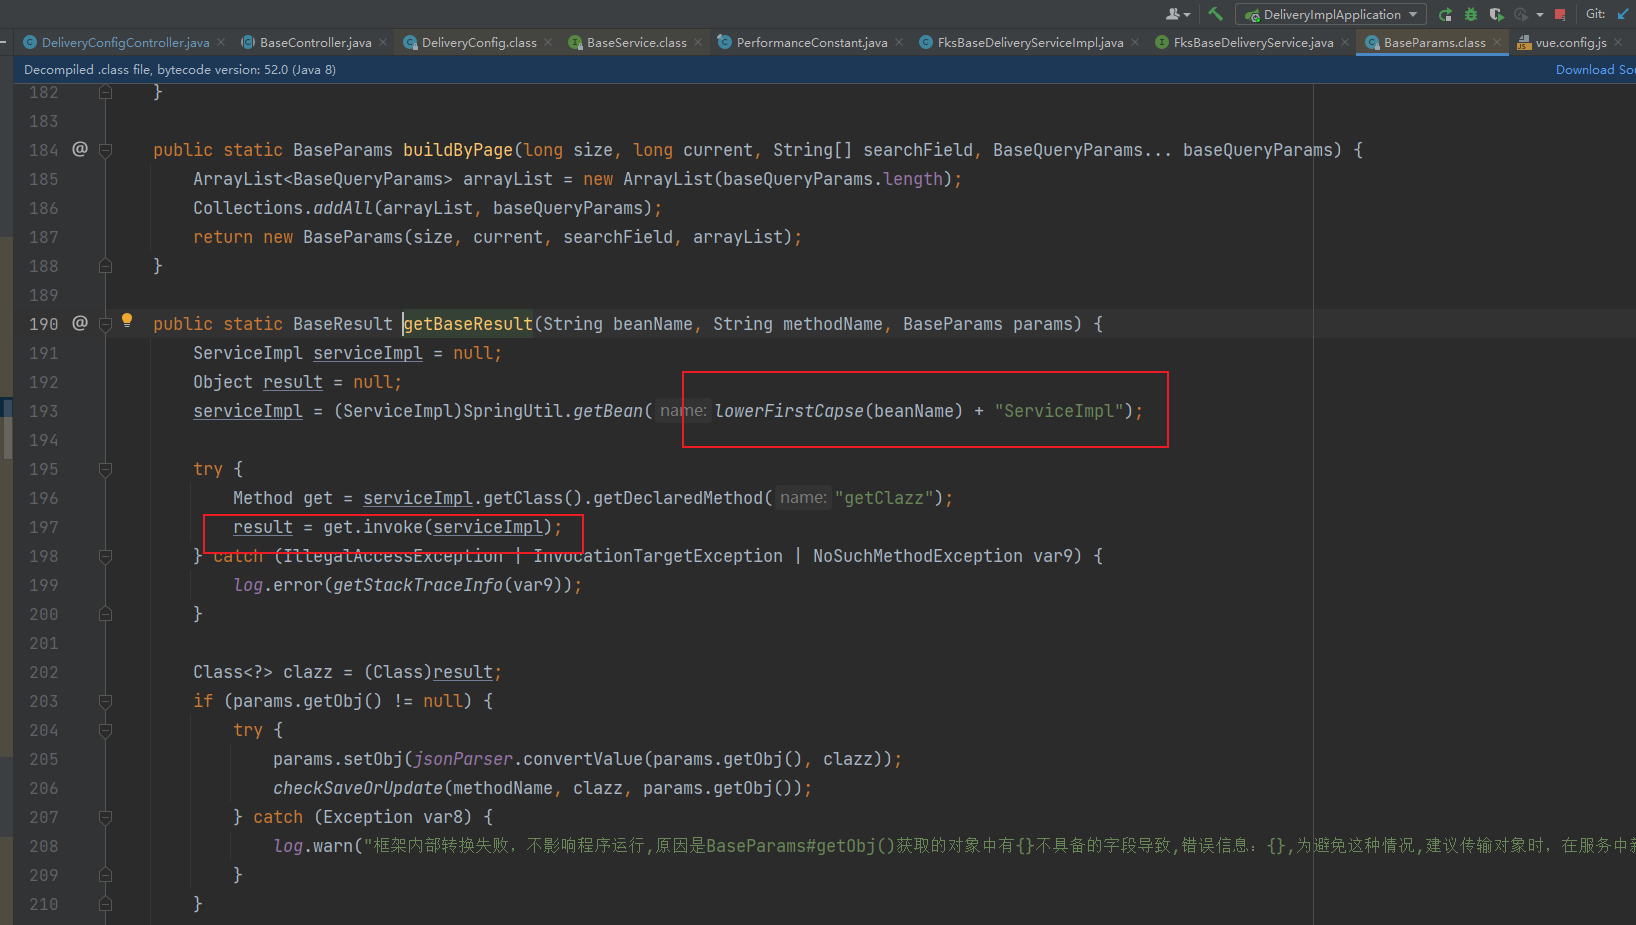 DeliveryImplApplication Git:
DeliveryConfigController.java BaseController.java DeliveryConfig.class BaseService.class PerformanceConstant.java FksBaseDeliveryServiceImpl.java FksBaseDeliveryService.java BaseParams.class vue.config.js
Decompiled .class file, bytecode version: 52.0 (Java 8) Download Sou
182 }
183
184 @ public static BaseParams buildByPage(long size, long current, String[] searchField, BaseQueryParams... baseQueryParams) {
185 ArrayList<BaseQueryParams> arrayList = new ArrayList(baseQueryParams.length);
186 Collections.addAll(arrayList, baseQueryParams);
187 return new BaseParams(size, current, searchField, arrayList);
188 }
189
190 @ public static BaseResult getBaseResult(String beanName, String methodName, BaseParams params) {
191 ServiceImpl serviceImpl = null;
192 Object result = null;
193 serviceImpl = (ServiceImpl)SpringUtil.getBean( name: lowerFirstCapse(beanName) + "ServiceImpl");
194
195 try {
196 Method get = serviceImpl.getClass().getDeclaredMethod( name: "getClazz");
197 result = get.invoke(serviceImpl);
198 } catch (IllegalAccessException | InvocationTargetException | NoSuchMethodException var9) {
199 log.error(getStackTraceInfo(var9));
200 }
201
202 Class<?> clazz = (Class)result;
203 if (params.getObj() != null) {
204 try {
205 params.setObj(jsonParser.convertValue(params.getObj(), clazz));
206 checkSaveOrUpdate(methodName, clazz, params.getObj());
207 } catch (Exception var8) {
208 log.warn("框架内部转换失败，不影响程序运行,原因是BaseParams#getObj()获取的对象中有{}不具备的字段导致,错误信息：{},为避免这种情况,建议传输对象时，在服务中新
209 }
210 }